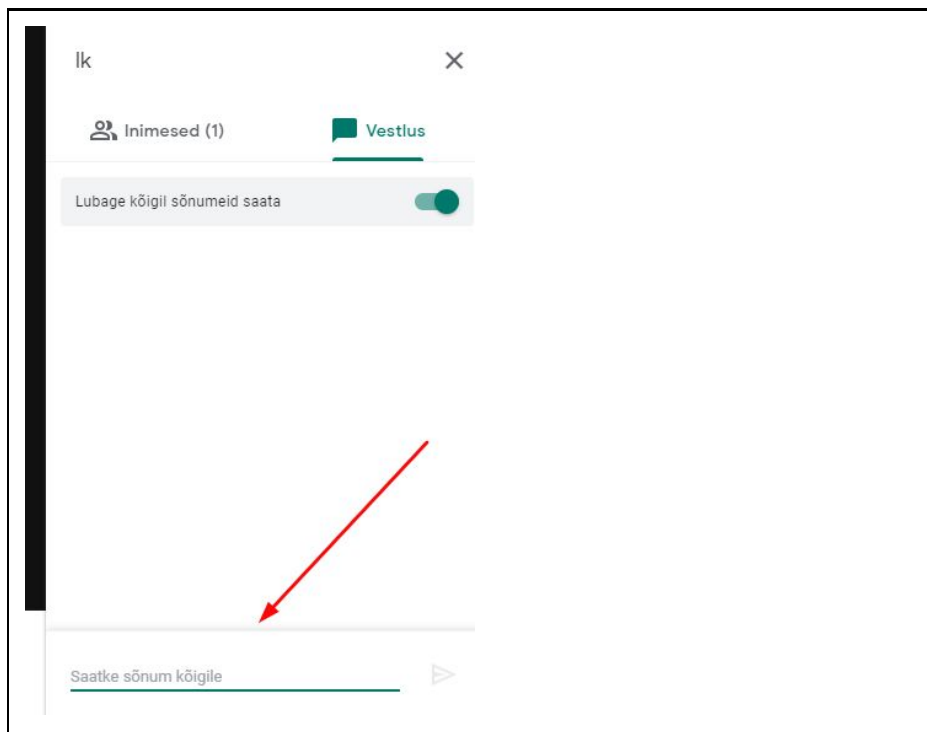 lk
Inimesed (1)
Vestlus
Lubage kõigil sõnumeid saata
Saatke sõnum kõigile